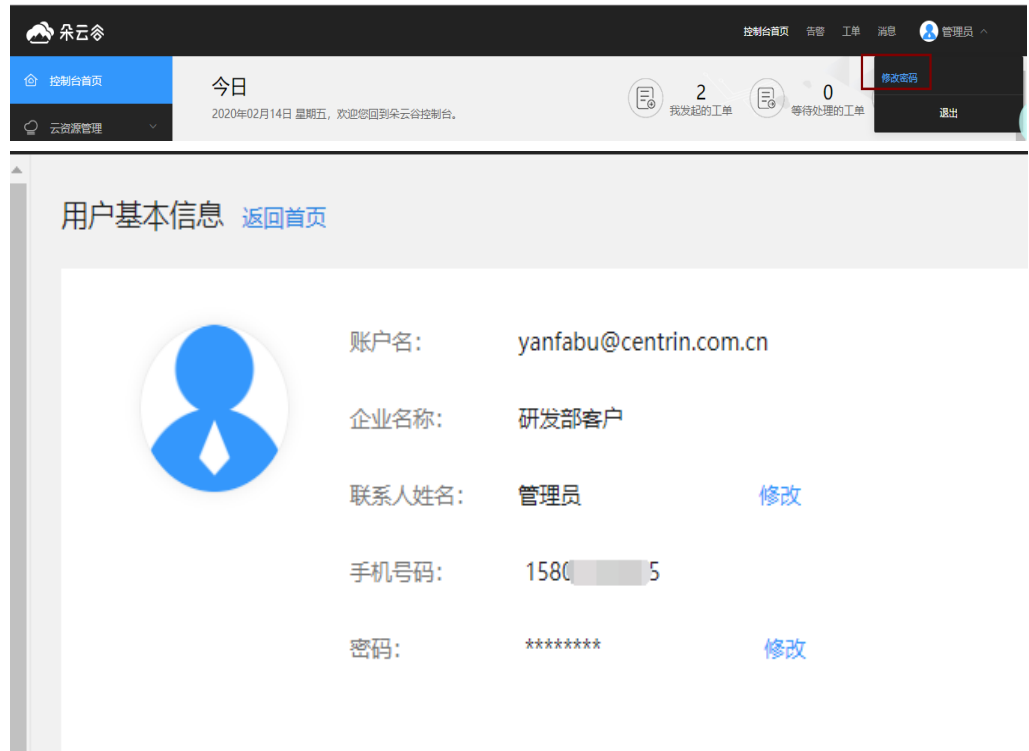 朵云谷
控制台首页 告警 工单 消息 管理员
控制台首页
今日
2020年02月14日 星期五，欢迎您回到朵云谷控制台。
2
我发起的工单
0
等待处理的工单
修改密码
退出
云资源管理
用户基本信息 返回首页
账户名: yanfabu@centrin.com.cn
企业名称: 研发部客户
联系人姓名: 管理员 修改
手机号码: 1580 5
密码: ******** 修改